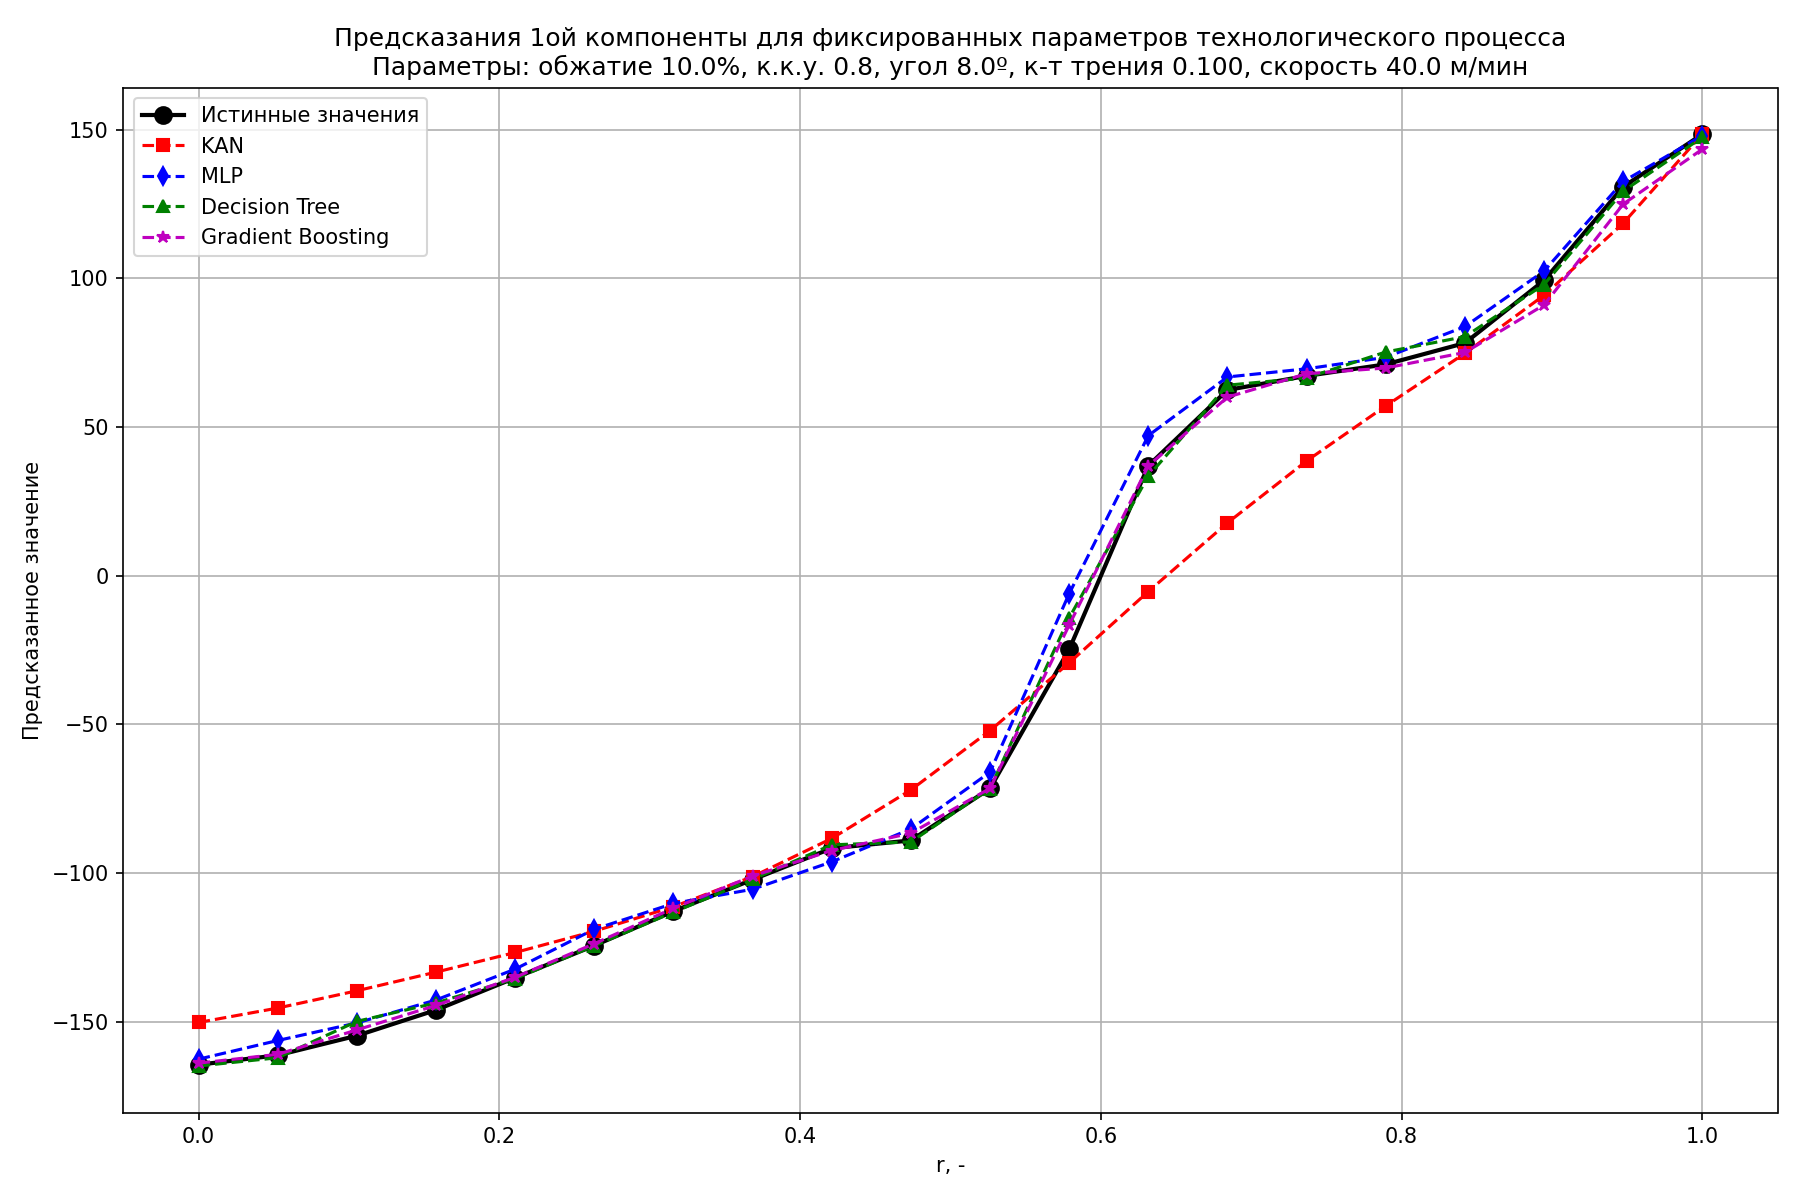 Предсказания 1ой компоненты для фиксированных параметров технологического процесса
Параметры: обжатие 10.0%, к.к.у. 0.8, угол 8.0º, к-т трения 0.100, скорость 40.0 м/мин
Истинные значения
KAN
MLP
Decision Tree
Gradient Boosting
Предсказанное значение
150
100
50
0
−50
−100
−150
0.0
0.2
0.4
0.6
0.8
1.0
r, -